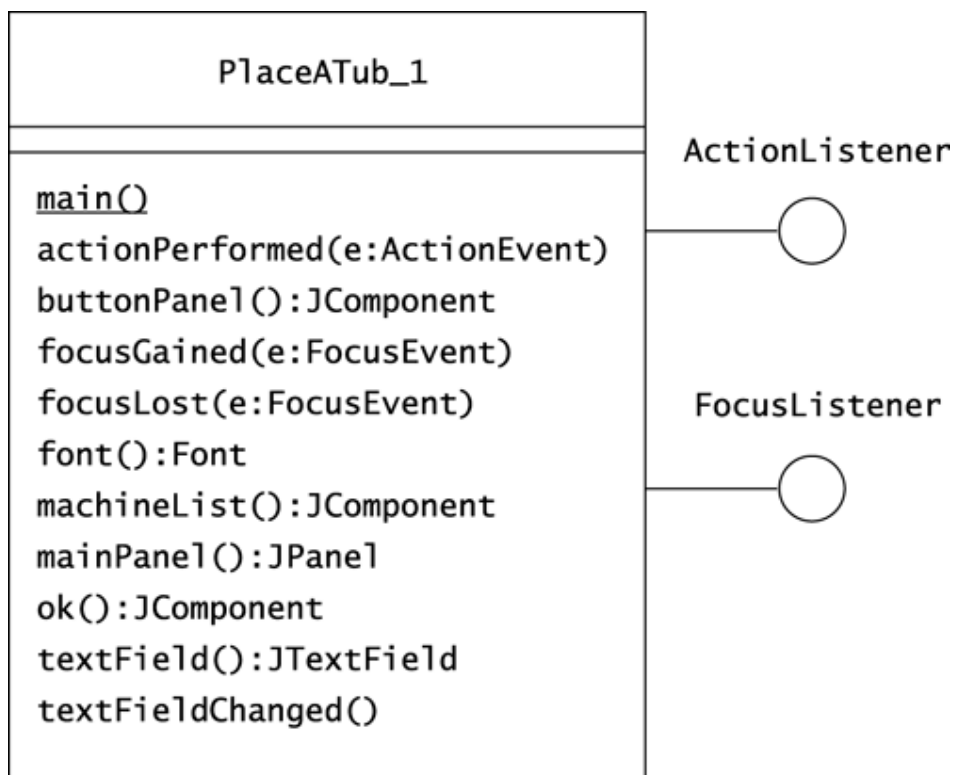 PlaceATub_1
ActionListener
main()
actionPerformed(e:ActionEvent)
buttonPanel():JComponent
focusGained(e:FocusEvent)
focusLost(e:FocusEvent)
FocusListener
font():Font
machineList():JComponent
mainPanel():JPanel
ok():JComponent
textField():JTextField
textFieldChanged()